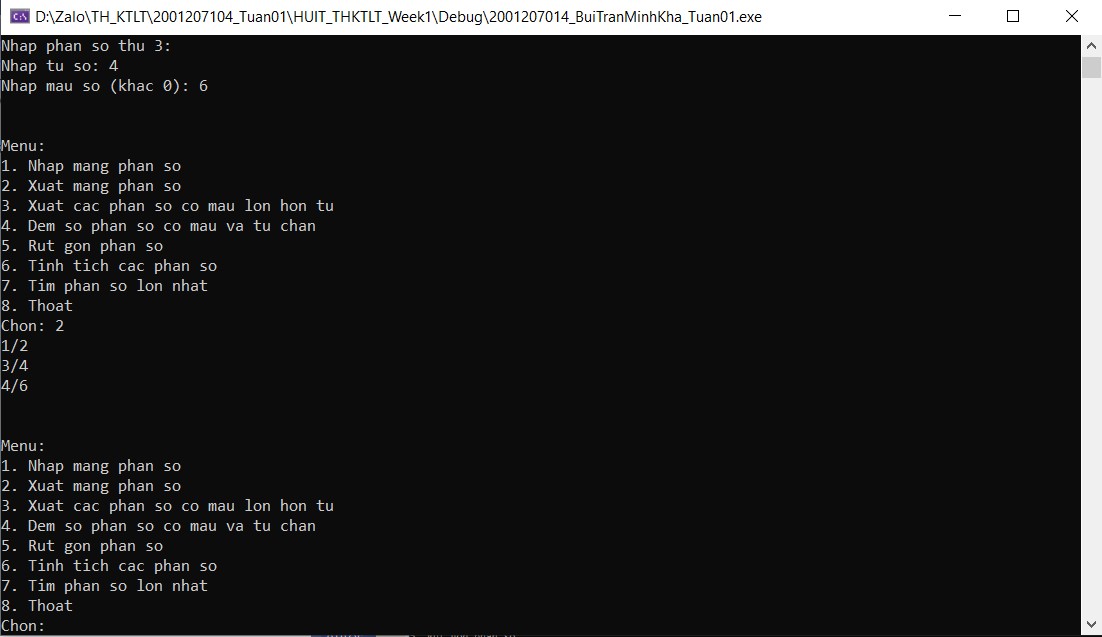 D:\Zalo\TH_KTLT\2001207104_Tuan01\HUIT_THKTLT_Week1\Debug\2001207014_BuiTranMinhKha_Tuan01.exe
Nhap phan so thu 3:
Nhap tu so: 4
Nhap mau so (khac 0): 6
Menu:
1. Nhap mang phan so
2. Xuat mang phan so
3. Xuat cac phan so co mau lon hon tu
4. Dem so phan so co mau va tu chan
5. Rut gon phan so
6. Tinh tich cac phan so
7. Tim phan so lon nhat
8. Thoat
Chon: 2
1/2
3/4
4/6
Menu:
1. Nhap mang phan so
2. Xuat mang phan so
3. Xuat cac phan so co mau lon hon tu
4. Dem so phan so co mau va tu chan
5. Rut gon phan so
6. Tinh tich cac phan so
7. Tim phan so lon nhat
8. Thoat
Chon: